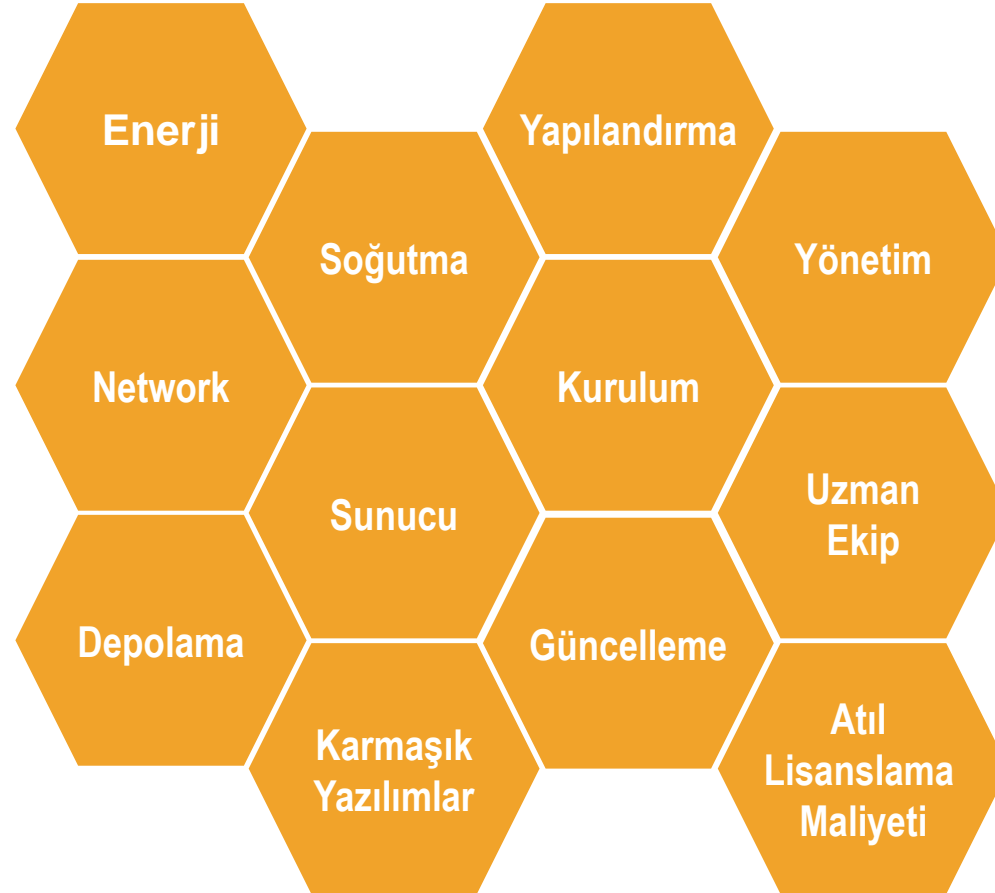 Enerji
Yapılandırma
Soğutma
Yönetim
Network
Kurulum
Sunucu
Uzman
Ekip
Depolama
Güncelleme
Karmaşık
Yazılımlar
Atıl
Lisanslama
Maliyeti